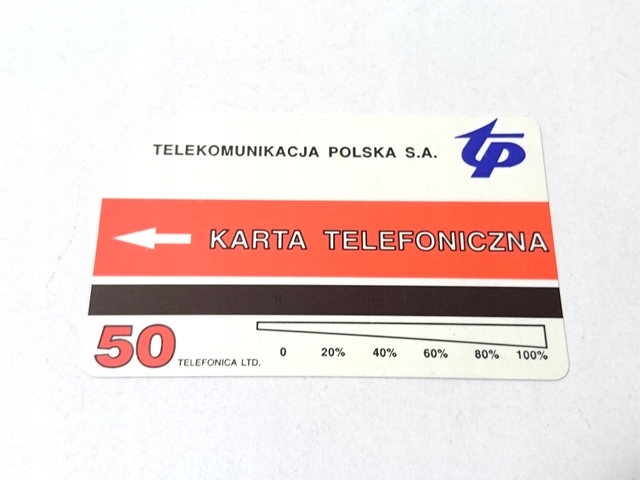 TELEKOMUNIKACJA POLSKA S.A.
tp
KARTA TELEFONICZNA
50 TELEFONICA LTD.
0 20% 40% 60% 80% 100%